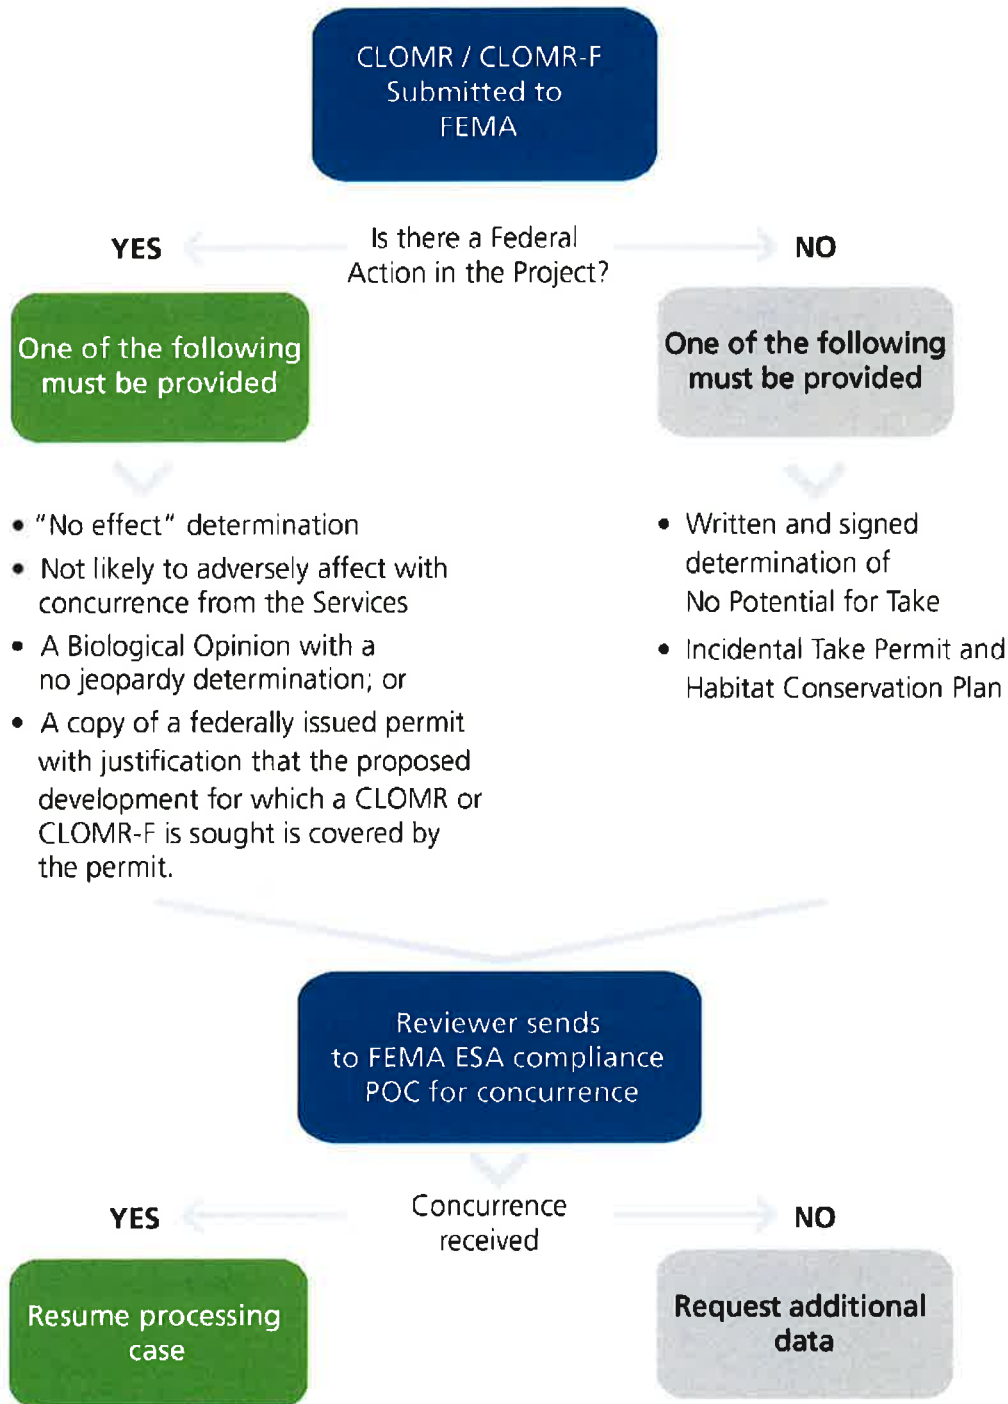 CLOMR / CLOMR-F
Submitted to
FEMA
YES
Is there a Federal
Action in the Project?
NO
One of the following
must be provided
One of the following
must be provided
• "No effect" determination
• Not likely to adversely affect with
concurrence from the Services
• A Biological Opinion with a
no jeopardy determination; or
• A copy of a federally issued permit
with justification that the proposed
development for which a CLOMR or
CLOMR-F is sought is covered by
the permit.
• Written and signed
determination of
No Potential for Take
• Incidental Take Permit and
Habitat Conservation Plan
Reviewer sends
to FEMA ESA compliance
POC for concurrence
YES
Concurrence
received
NO
Resume processing
case
Request additional
data